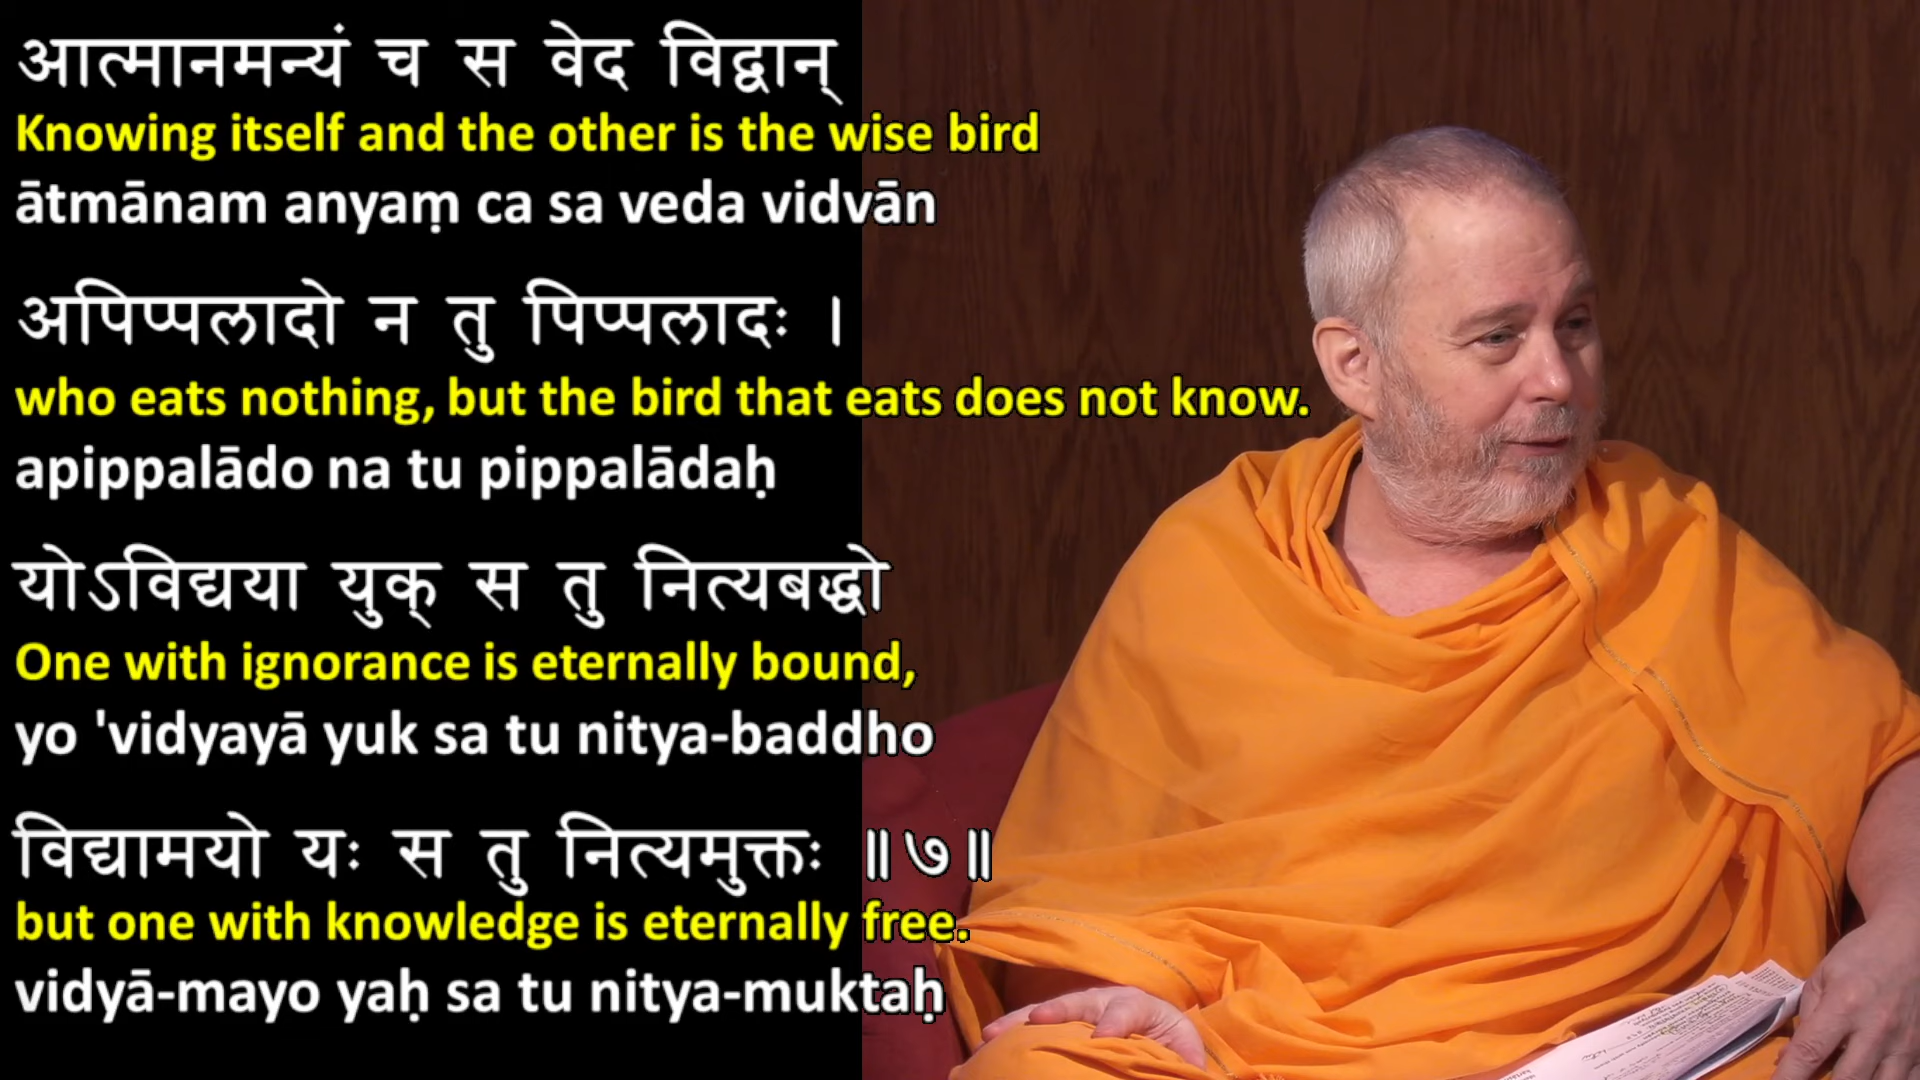 आत्मानमन्यं च स वेद विद्वान्
Knowing itself and the other is the wise bird
ātmānam anyaṃ ca sa veda vidvān
अपिप्पलादो न तु पिप्पलादः ।
who eats nothing, but the bird that eats does not know.
apippalādo na tu pippalādaḥ
योऽविद्यया युक् स तु नित्यबद्धो
One with ignorance is eternally bound,
yo 'vidyayā yuk sa tu nitya-baddho
विद्यामयो यः स तु नित्यमुक्तः ॥ ७ ॥
but one with knowledge is eternally free.
vidyā-mayo yaḥ sa tu nitya-muktaḥ